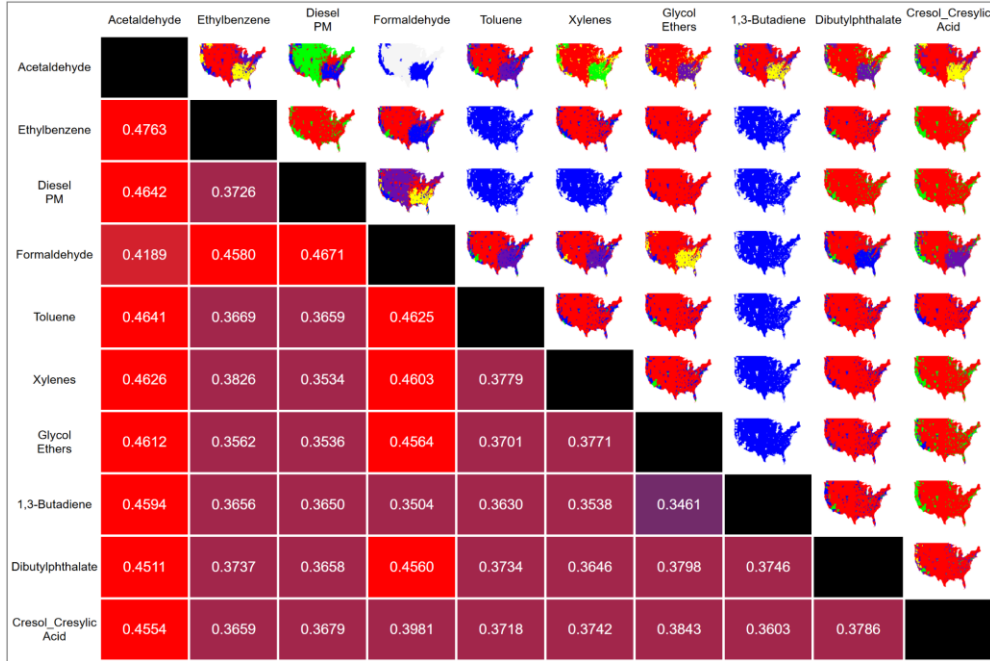 Acetaldehyde Ethylbenzene Diesel PM Formaldehyde Toluene Xylenes Glycol Ethers 1,3-Butadiene Dibutylphthalate Cresol_Cresylic Acid
Acetaldehyde
Ethylbenzene 0.4763
Diesel PM 0.4642 0.3726
Formaldehyde 0.4189 0.4580 0.4671
Toluene 0.4641 0.3669 0.3659 0.4625
Xylenes 0.4626 0.3826 0.3534 0.4603 0.3779
Glycol Ethers 0.4612 0.3562 0.3536 0.4564 0.3701 0.3771
1,3-Butadiene 0.4594 0.3656 0.3650 0.3504 0.3630 0.3538 0.3461
Dibutylphthalate 0.4511 0.3737 0.3658 0.4560 0.3734 0.3646 0.3798 0.3746
Cresol_Cresylic Acid 0.4554 0.3659 0.3679 0.3981 0.3718 0.3742 0.3843 0.3603 0.3786